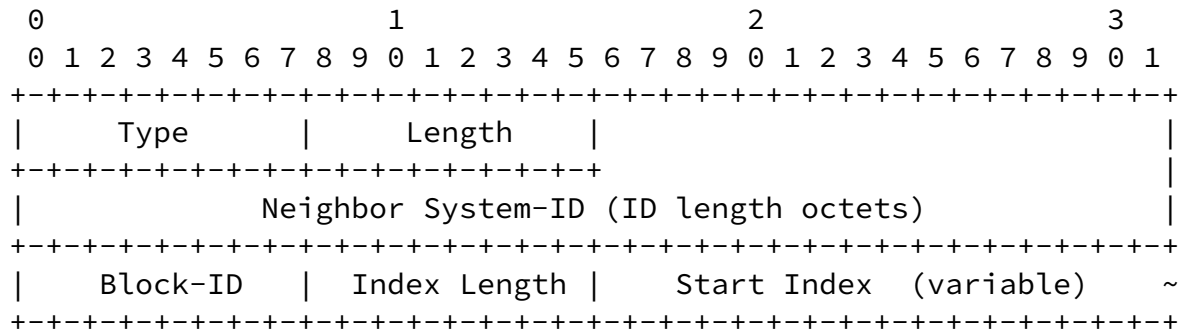 0                   1                   2                   3
 0 1 2 3 4 5 6 7 8 9 0 1 2 3 4 5 6 7 8 9 0 1 2 3 4 5 6 7 8 9 0 1
+-+-+-+-+-+-+-+-+-+-+-+-+-+-+-+-+-+-+-+-+-+-+-+-+-+-+-+-+-+-+-+-+
|     Type      |     Length    |                               |
+-+-+-+-+-+-+-+-+-+-+-+-+-+-+-+-+                               |
|             Neighbor System-ID (ID length octets)             |
+-+-+-+-+-+-+-+-+-+-+-+-+-+-+-+-+-+-+-+-+-+-+-+-+-+-+-+-+-+-+-+-+
|    Block-ID   |  Index Length |    Start Index  (variable)    ~
+-+-+-+-+-+-+-+-+-+-+-+-+-+-+-+-+-+-+-+-+-+-+-+-+-+-+-+-+-+-+-+-+